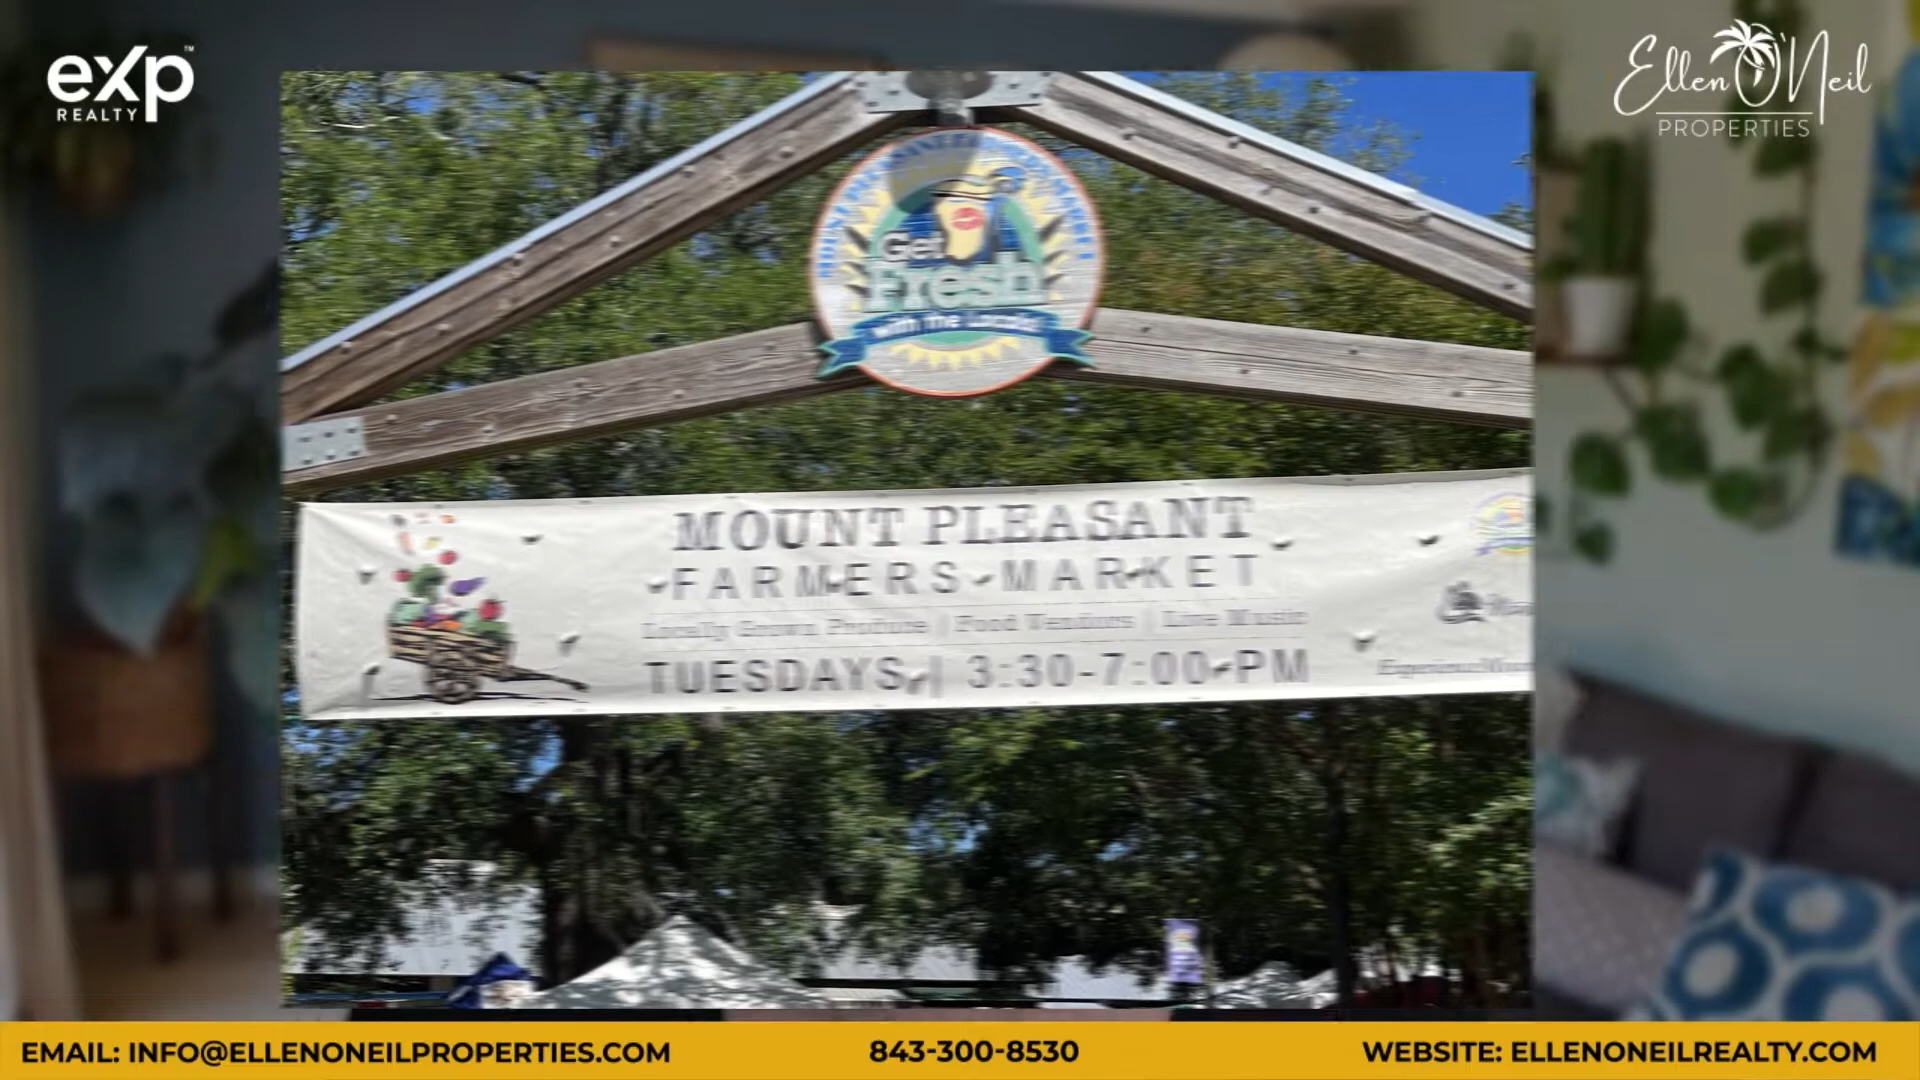 exp™
REALTY
Ellen O'Neil
PROPERTIES
Get
Fresh
with the Locals!
MOUNT PLEASANT
FARMERS MARKET
Locally Grown Produce | Food Vendors | Live Music
TUESDAYS | 3:30-7:00 PM
EMAIL: INFO@ELLENONEILPROPERTIES.COM
843-300-8530
WEBSITE: ELLENONEILREALTY.COM